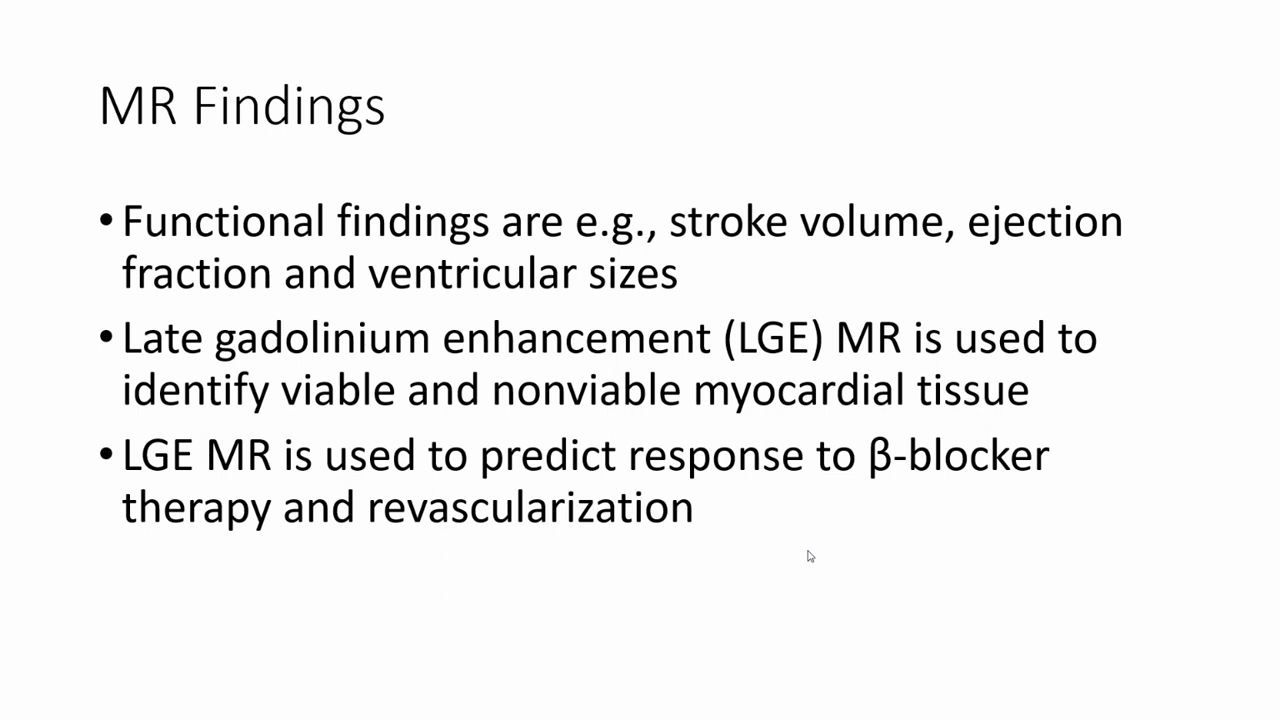 MR Findings
•Functional findings are e.g., stroke volume, ejection
fraction and ventricular sizes
•Late gadolinium enhancement (LGE) MR is used to
identify viable and nonviable myocardial tissue
•LGE MR is used to predict response to β-blocker
therapy and revascularization